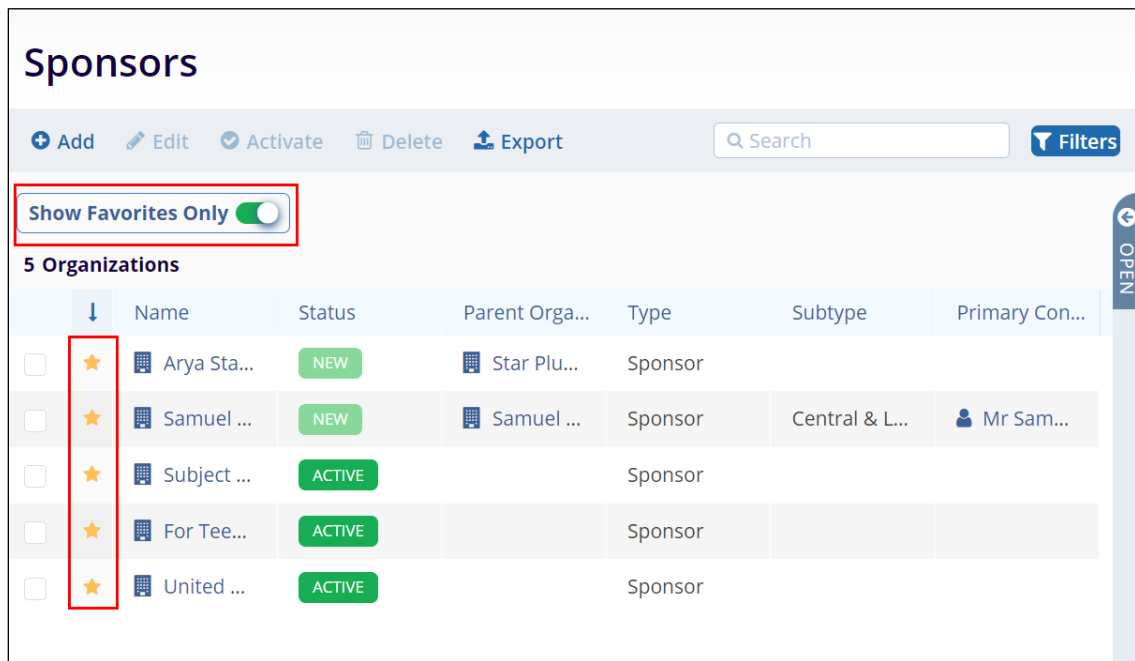 Sponsors
Add Edit Activate Delete Export Search Filters
Show Favorites Only
OPEN
5 Organizations
Name Status Parent Orga... Type Subtype Primary Con...
Arya Sta... NEW Star Plu... Sponsor
Samuel ... NEW Samuel ... Sponsor Central & L... Mr Sam...
Subject ... ACTIVE Sponsor
For Tee... ACTIVE Sponsor
United ... ACTIVE Sponsor